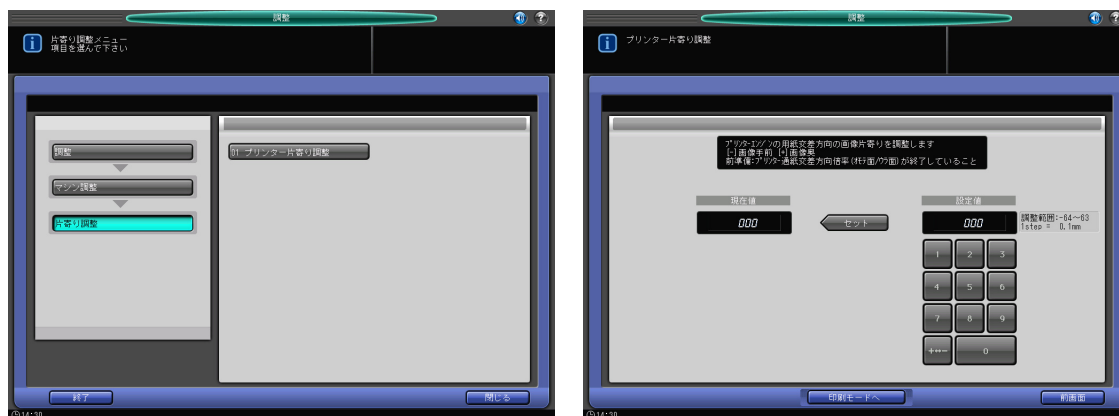 調整
片寄り調整メニュー
項目を選んで下さい
調整
マシン調整
片寄り調整
01 プリンター片寄り調整
終了
閉じる
14:30
調整
プリンター片寄り調整
プリンターエンジンの用紙交差方向の画像片寄りを調整します
[-]画像手前 [+]画像奥
前準備:プリンター通紙交差方向倍率(オモテ面/ウラ面)が終了していること
現在値
設定値
000
セット
000
調整範囲:-64～63
1step = 0.1mm
1 2 3
4 5 6
7 8 9
+↔- 0
印刷モードへ
前画面
14:30